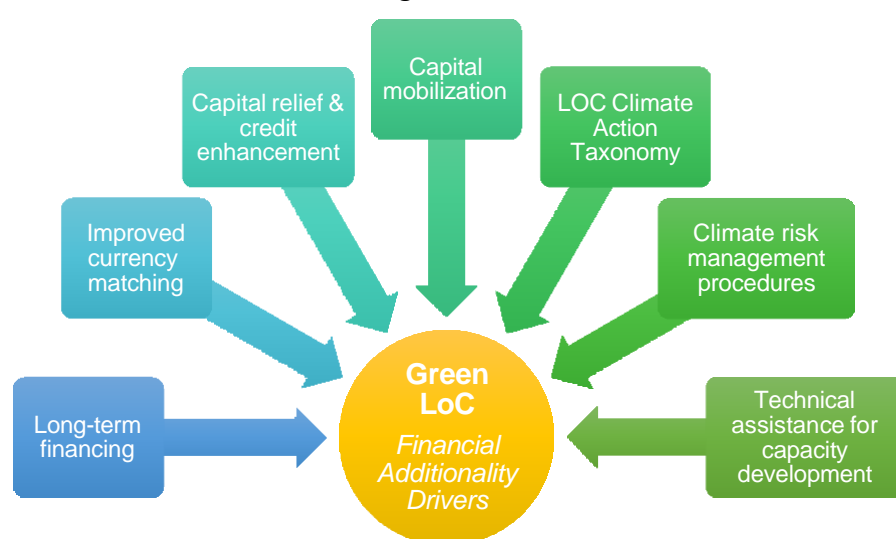 Capital
mobilization
Capital relief &
credit
enhancement
LOC Climate
Action
Taxonomy
Improved
currency
matching
Climate risk
management
procedures
Long-term
financing
Green
LoC
Financial
Additionality
Drivers
Technical
assistance for
capacity
development